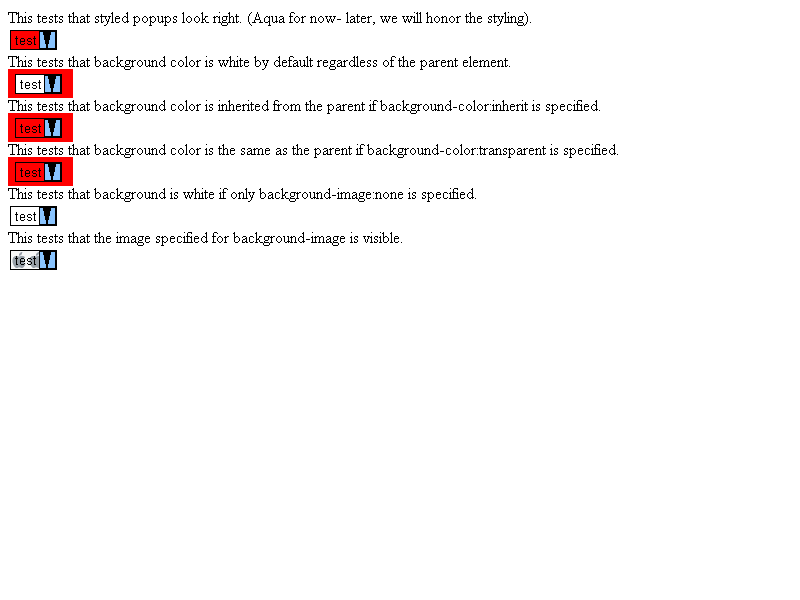 This tests that styled popups look right. (Aqua for now- later, we will honor the styling).
test
This tests that background color is white by default regardless of the parent element.
test
This tests that background color is inherited from the parent if background-color:inherit is specified.
test
This tests that background color is the same as the parent if background-color:transparent is specified.
test
This tests that background is white if only background-image:none is specified.
test
This tests that the image specified for background-image is visible.
test